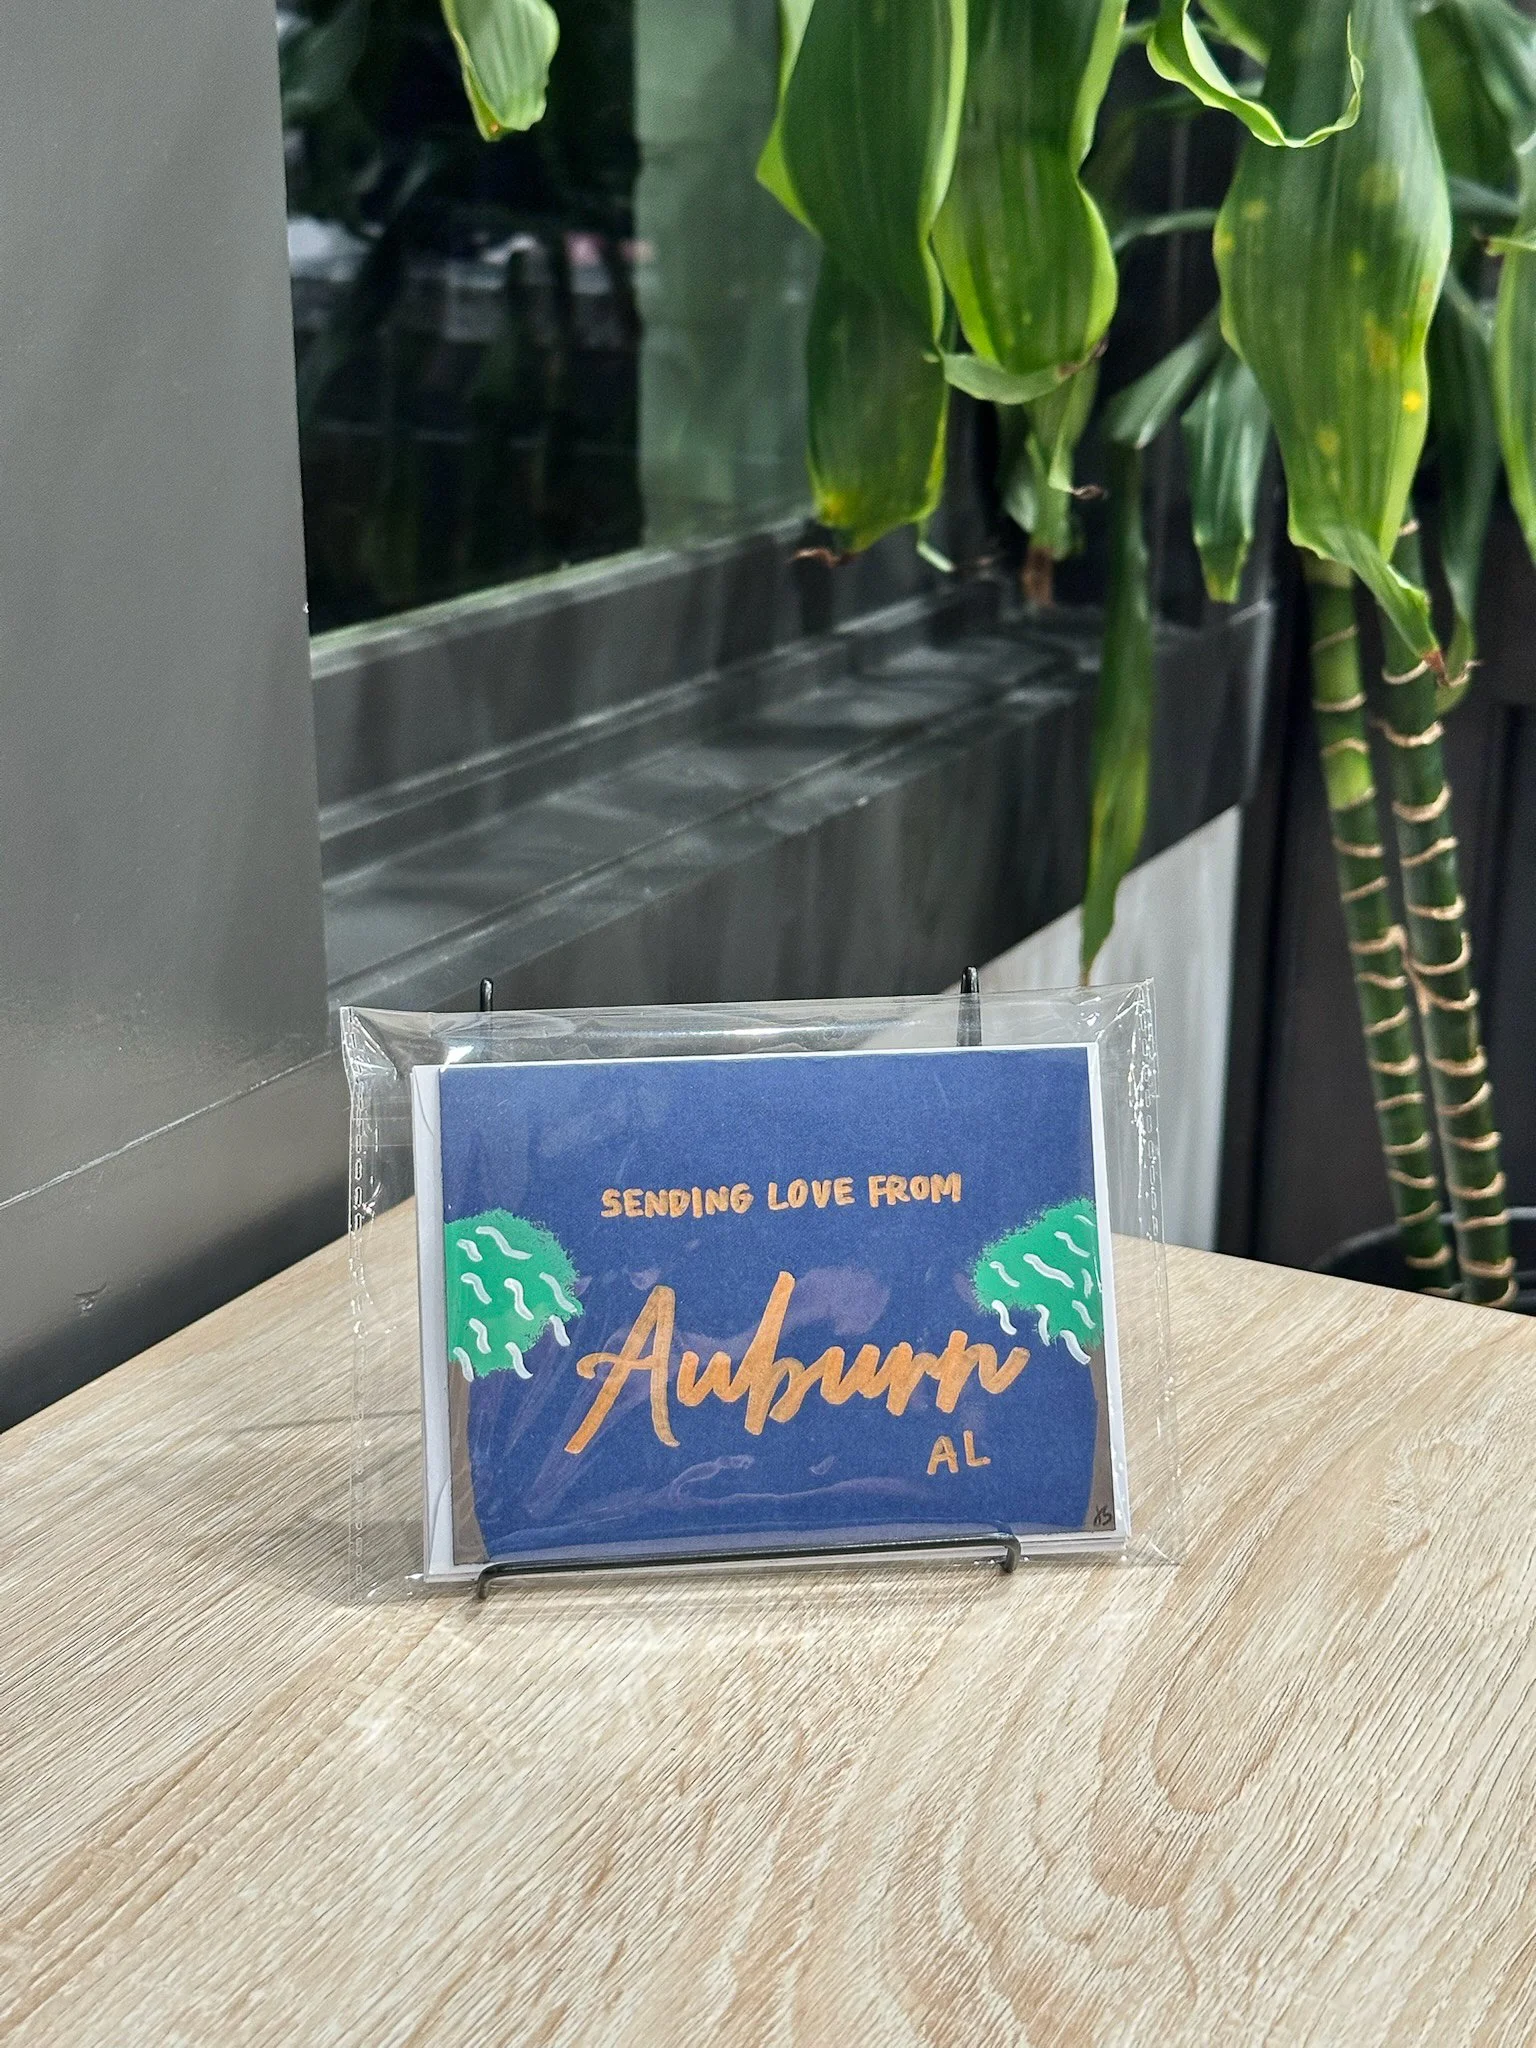 SENDING LOVE FROM
Auburn
AL